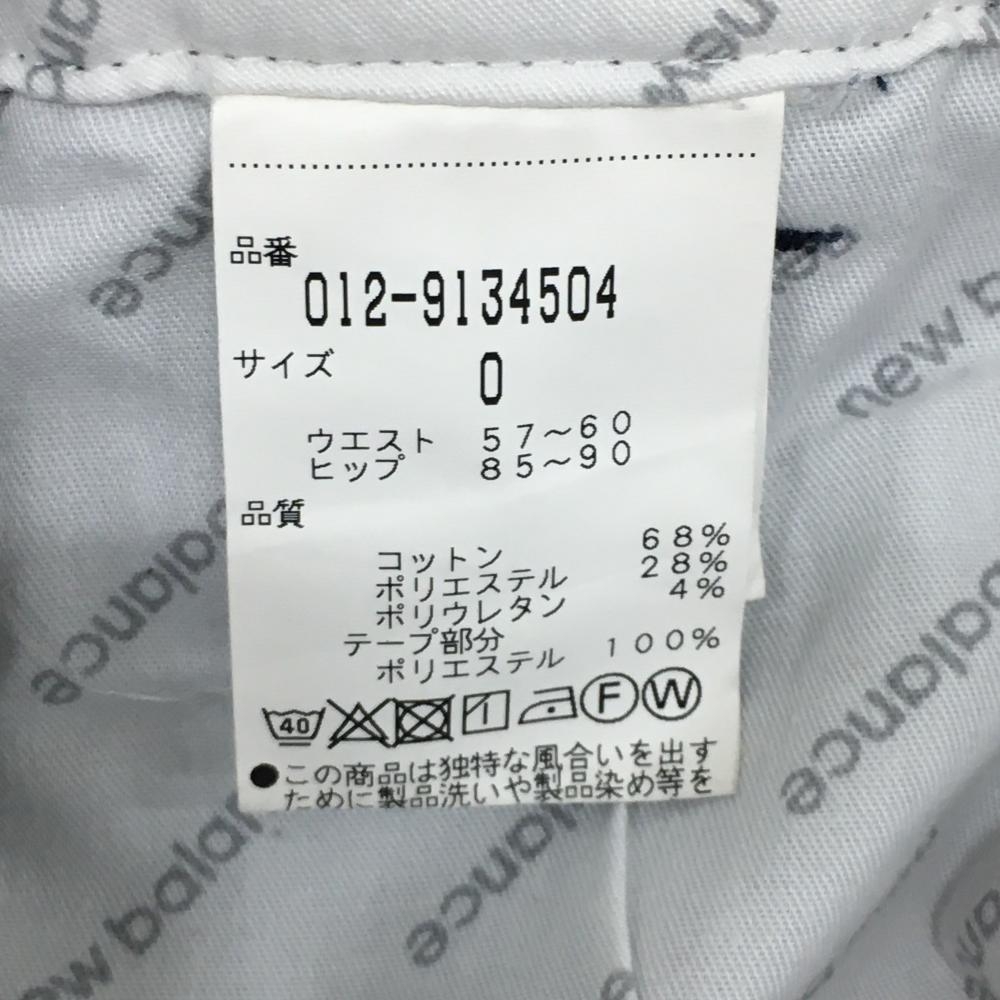 品番
012-9134504
サイズ 0
ウエスト 57~60
ヒップ 85~90
品質
コットン 68%
ポリエステル 28%
ポリウレタン 4%
テープ部分
ポリエステル 100%
40 F W
●この商品は独特な風合いを出す
ために製品洗いや製品染め等を
new balance
balance
new balance
balance
balance
new balance
balance